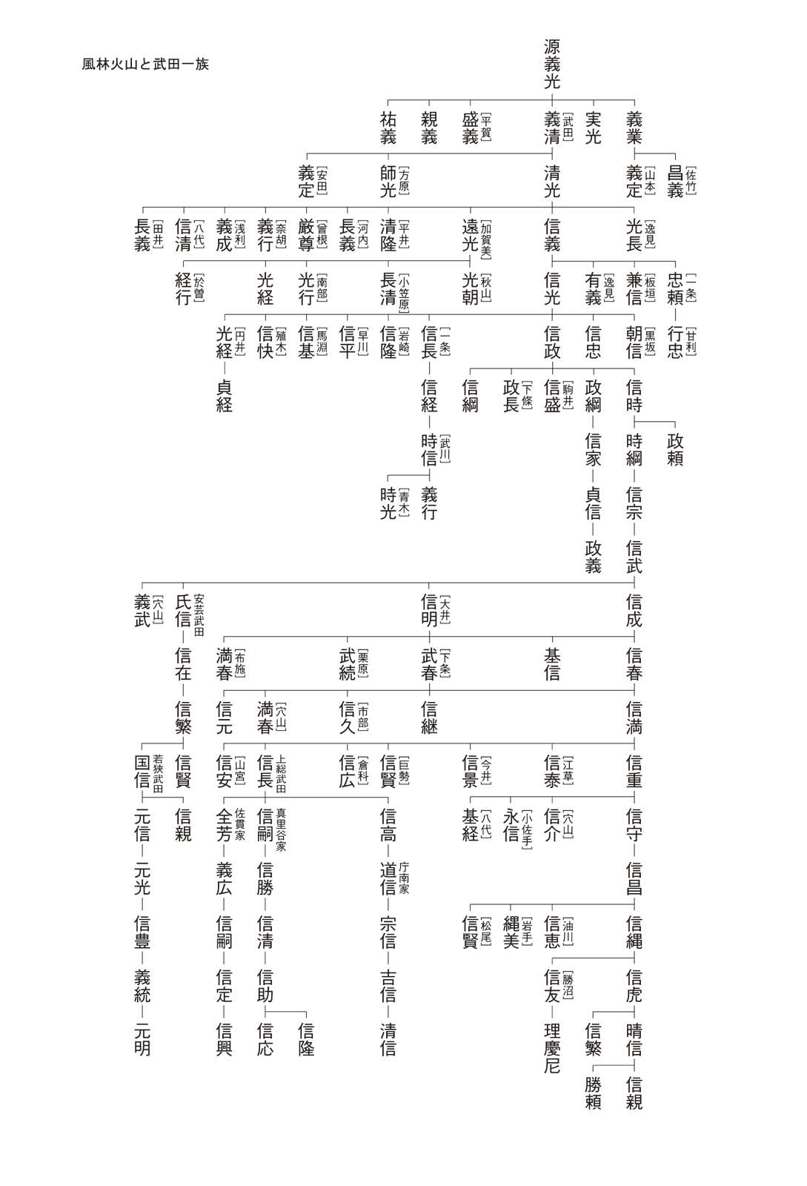 風林火山と武田一族
源義光
義業
実光
義清［武田］
盛義［平賀］
親義
祐義
昌義［佐竹］
義定［山本］
清光
師光［方原］
義定［安田］
光長［逸見］
信義
遠光［加賀美］
清隆［平井］
長義［河内］
厳尊［曾根］
義行［奈胡］
義成［浅利］
信清［八代］
長義［田井］
忠頼［一条］
兼信［板垣］
有義［逸見］
信光
光朝［秋山］
長清［小笠原］
光行［南部］
光経
経行［於曽］
行忠［甘利］
朝信［黒坂］
信忠
信政
信長［一条］
信隆［岩崎］
信平［早川］
信基［馬淵］
信快［殖木］
光経［円井］
信時
政綱
信盛［駒井］
政長［下條］
信綱
信経
貞経
政頼
時綱
信家
時信［武川］
信宗
貞信
義行
時光［青木］
信武
政義
信成
信明［大井］
氏信 安芸武田
義武［穴山］
信春
基信
武春［下条］
武続［栗原］
満春［布施］
信在
信満
信継
信久［市部］
満春［穴山］
信元
信繁
信重
信泰［江草］
信景［今井］
信賢［巨勢］
信広［倉科］
信長 上総武田
信安［山宮］
信賢
国信 若狭武田
信守
信介［穴山］
永信［小佐手］
基経［八代］
信高
信嗣 真里谷家
全芳 佐貫家
信親
元信
信昌
道信 庁南家
信勝
義広
元光
信縄
信恵［油川］
縄美［岩手］
信賢［松尾］
宗信
信清
信嗣
信豊
信虎
信友［勝沼］
吉信
信助
信定
義統
晴信
信繁
理慶尼
清信
信隆
信応
信興
元明
信親
勝頼